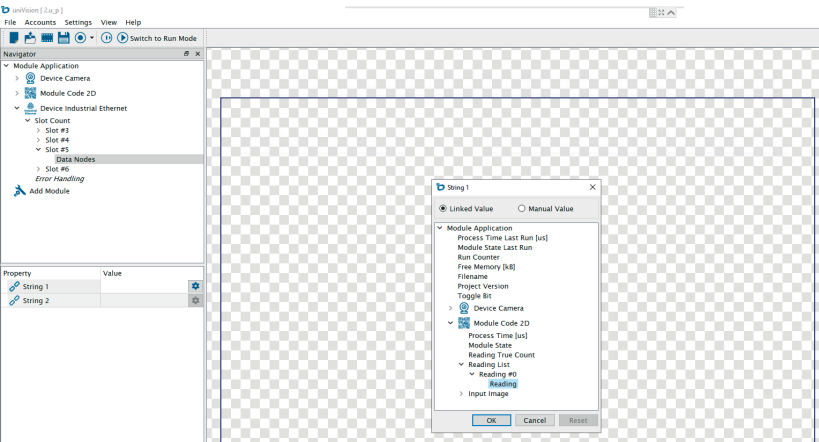 uniVision [ 2.u_p ]
File Accounts Settings View Help
Switch to Run Mode
Navigator
Module Application
Device Camera
Module Code 2D
Device Industrial Ethernet
Slot Count
Slot #3
Slot #4
Slot #5
Data Nodes
Slot #6
Error Handling
Add Module
Property Value
String 1
String 2
String 1
Linked Value Manual Value
Module Application
Process Time Last Run [us]
Module State Last Run
Run Counter
Free Memory [kB]
Filename
Project Version
Toggle Bit
Device Camera
Module Code 2D
Process Time [us]
Module State
Reading True Count
Reading List
Reading #0
Reading
Input Image
OK Cancel Reset